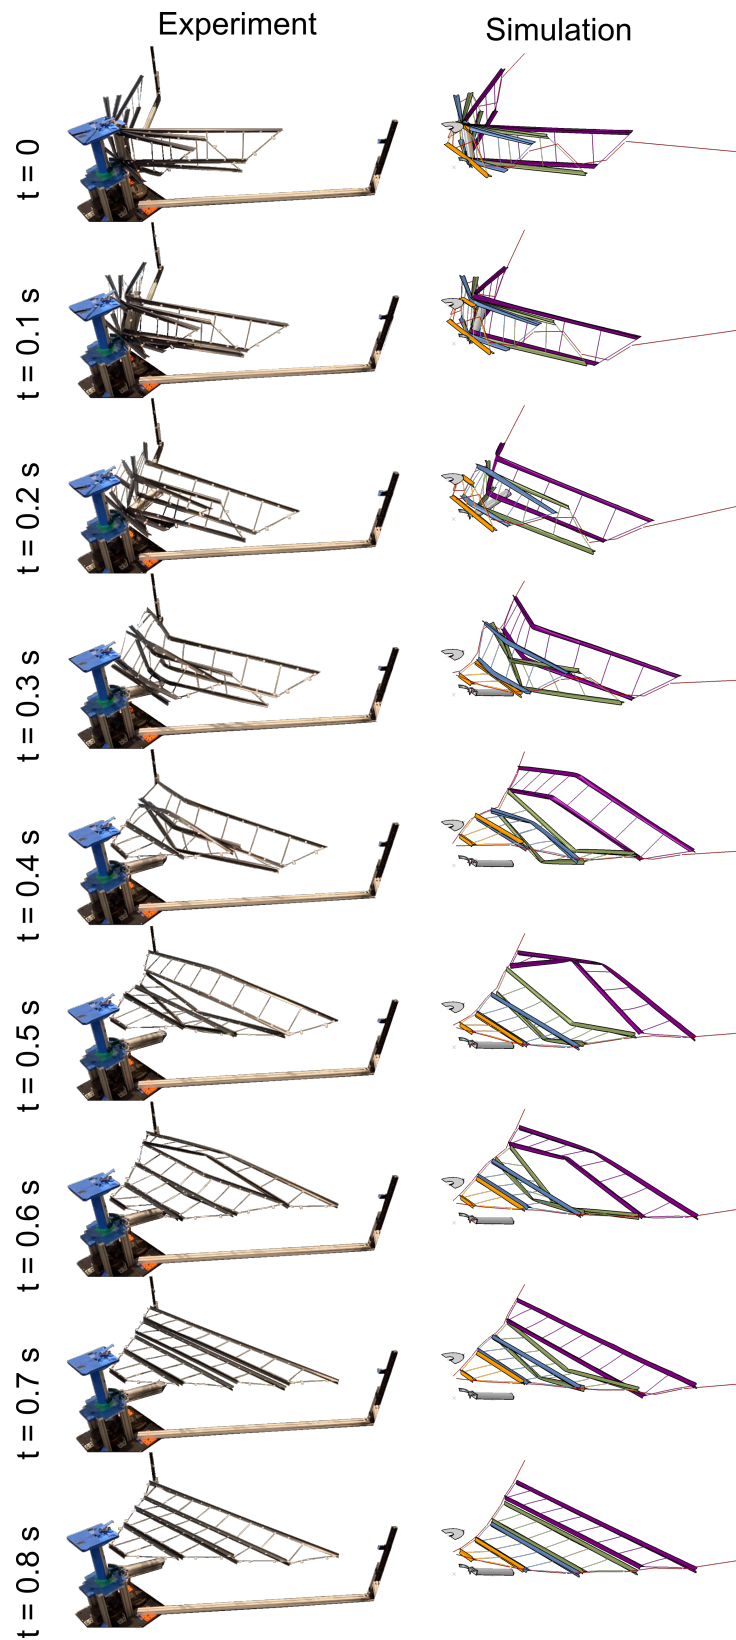 Experiment
Simulation
t = 0
t = 0.1 s
t = 0.2 s
t = 0.3 s
t = 0.4 s
t = 0.5 s
t = 0.6 s
t = 0.7 s
t = 0.8 s